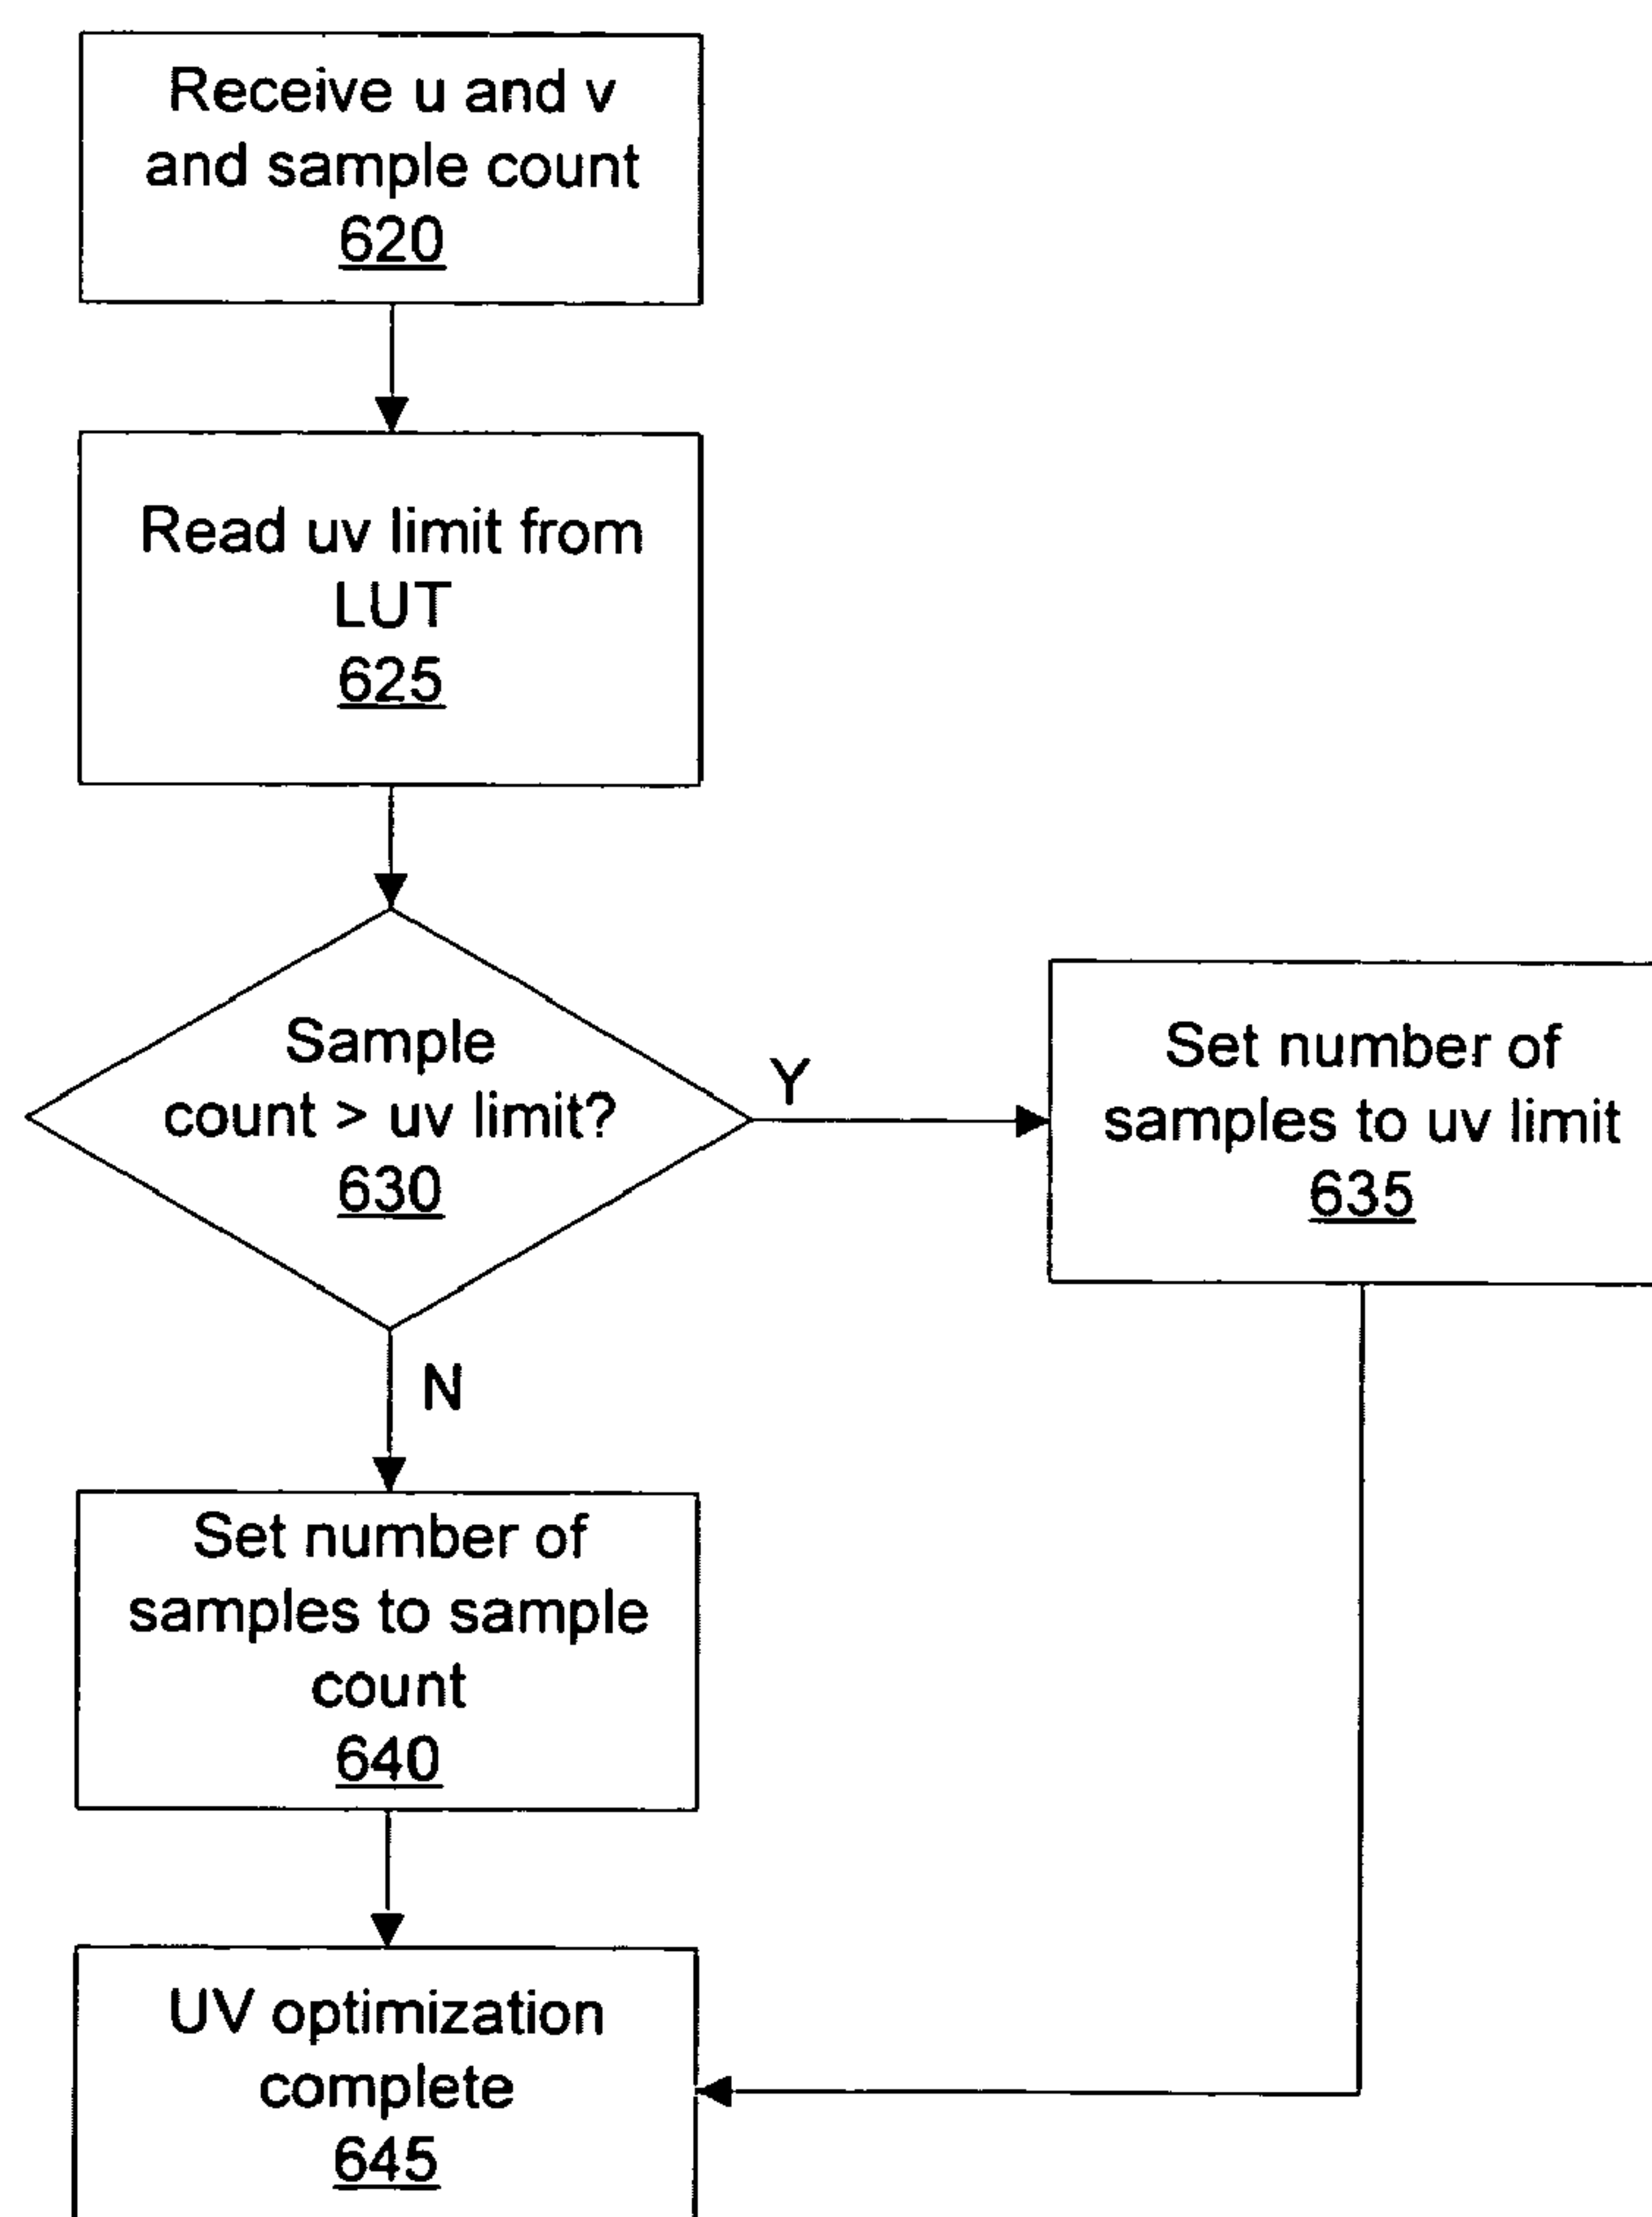 Receive u and v
and sample count
620
Read uv limit from
LUT
625
Sample
count > uv limit?
630
Y
Set number of
samples to uv limit
635
N
Set number of
samples to sample
count
640
UV optimization
complete
645